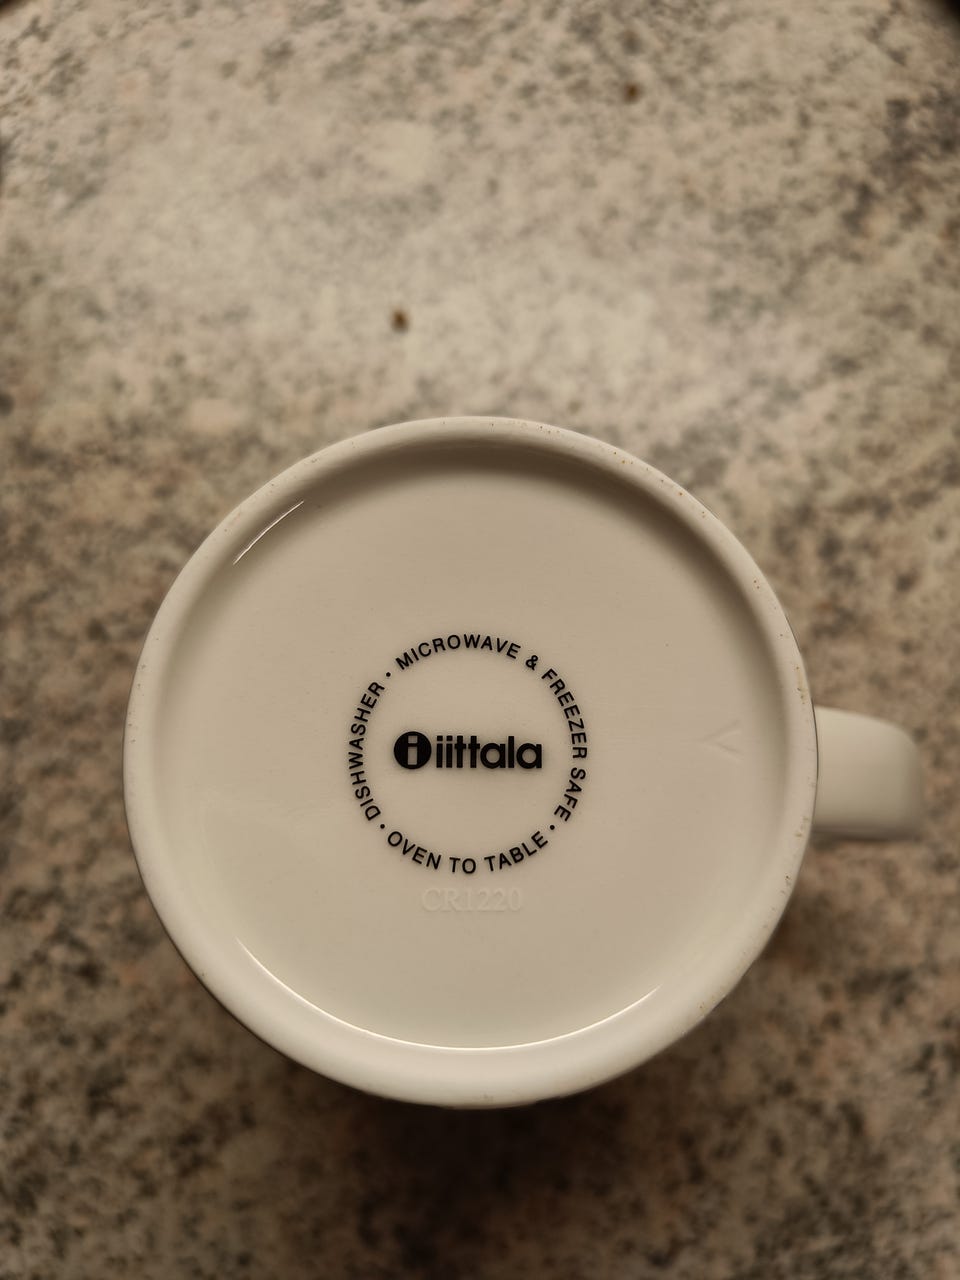 MICROWAVE & FREEZER SAFE • OVEN TO TABLE • DISHWASHER •
i iittala
CR1220